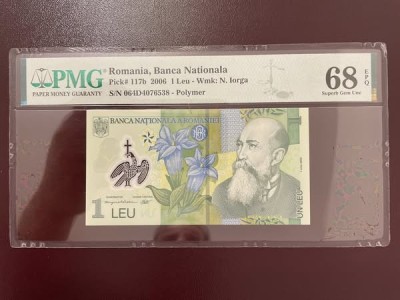 PMG
PAPER MONEY GUARANTY
Romania, Banca Nationala
Pick# 117b 2006 1 Leu - Wmk: N. Iorga
S/N 064D4076538 - Polymer
68 EPQ
Superb Gem Unc
BANCA NAȚIONALĂ A ROMÂNIEI
1 LEU
UN LEU